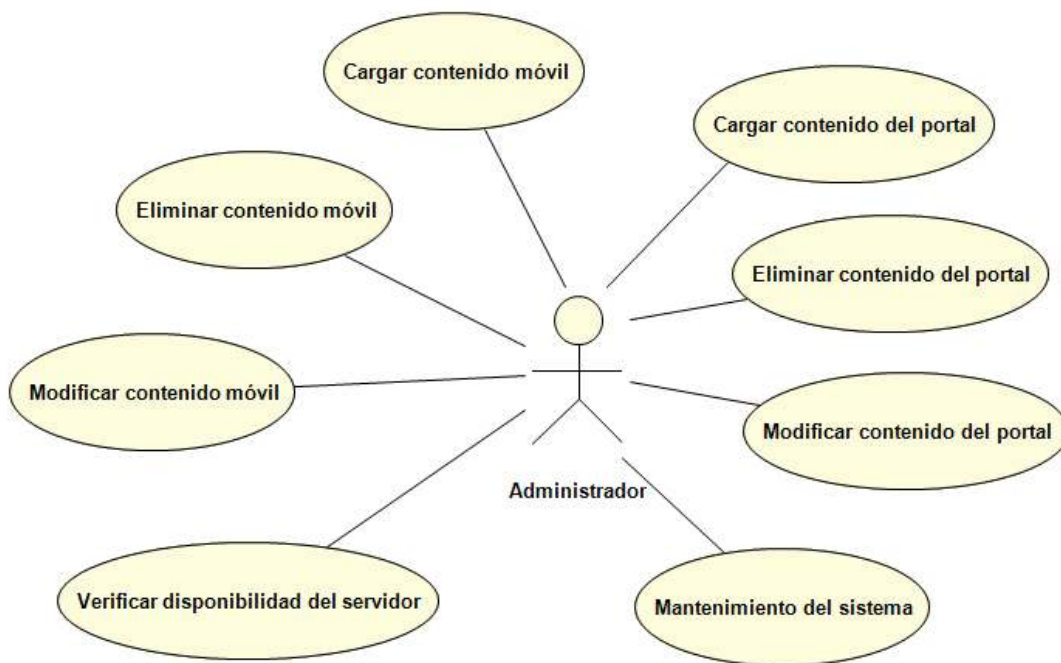 Cargar contenido móvil
Cargar contenido del portal
Eliminar contenido móvil
Eliminar contenido del portal
Modificar contenido móvil
Modificar contenido del portal
Administrador
Verificar disponibilidad del servidor
Mantenimiento del sistema